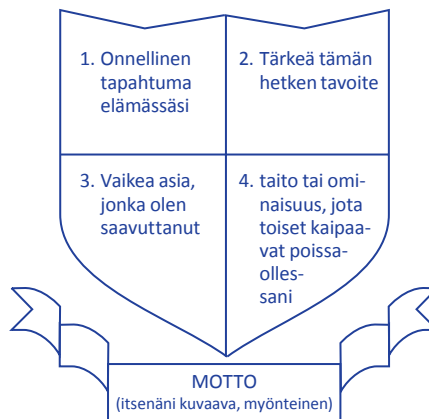 1. Onnellinen
tapahtuma
elämässäsi
2. Tärkeä tämän
hetken tavoite
3. Vaikea asia,
jonka olen
saavuttanut
4. taito tai omi-
naisuus, jota
toiset kaipaa-
vat poissa-
olles-
sani
MOTTO
(itsenäni kuvaava, myönteinen)